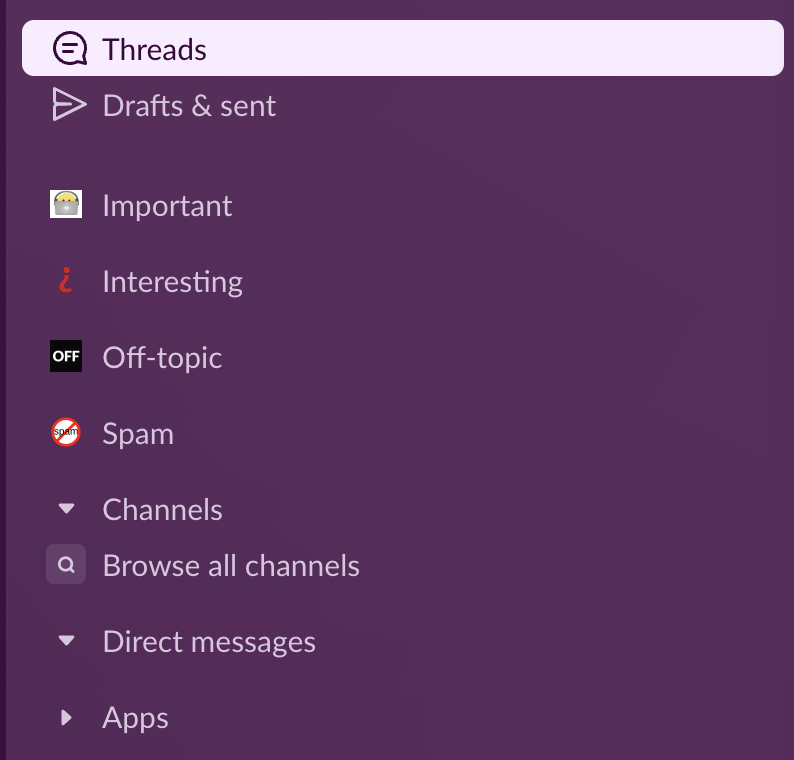 Threads
Drafts & sent
Important
¿ Interesting
OFF Off-topic
spam Spam
Channels
Browse all channels
Direct messages
Apps